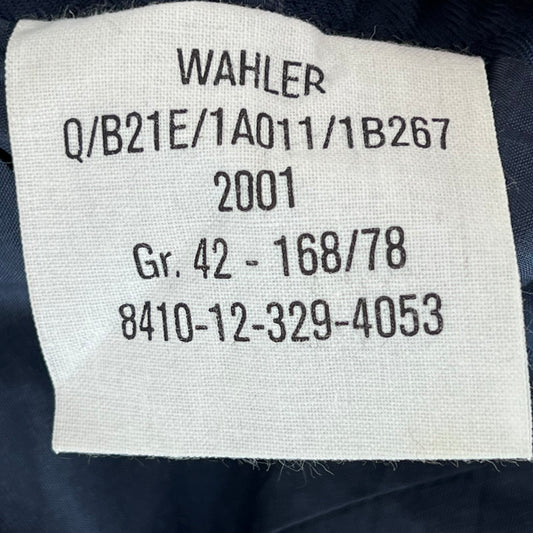 WAHLER
Q/B21E/1A011/1B267
2001
Gr. 42 - 168/78
8410-12-329-4053